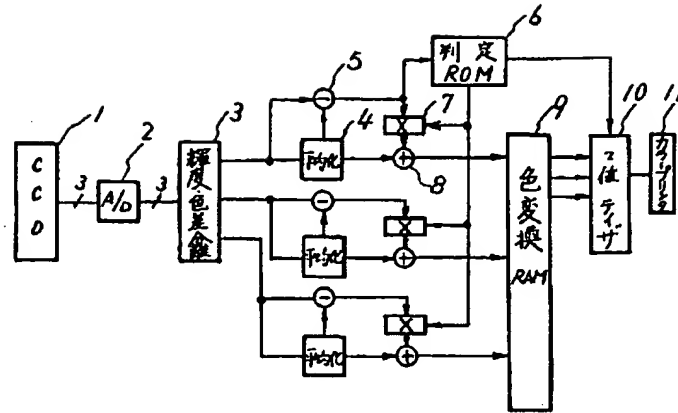 1
CCD
3
2
A/D
3
3
輝度・色差分離
5
平均化
4
6
判定
ROM
7
8
平均化
平均化
9
色変換
RAM
10
2値ディザ
11
カラープリンタ